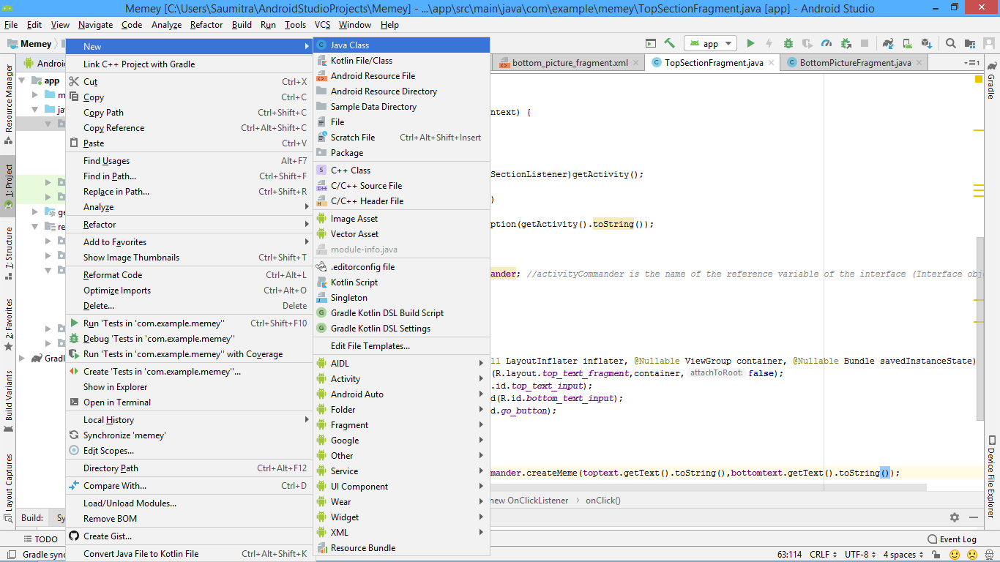 Memey [C:\Users\Saumitra\AndroidStudioProjects\Memey] - ...\app\src\main\java\com\example\memey\TopSectionFragment.java [app] - Android Studio
File Edit View Navigate Code Analyze Refactor Build Run Tools VCS Window Help
Memey
app
Androi
bottom_picture_fragment.xml TopSectionFragment.java BottomPictureFragment.java
Resource Manager
1: Project
7: Structure
2: Favorites
Build Variants
Layout Captures
app
m
ja
ge
re
Gradl
New
Link C++ Project with Gradle
Cut Ctrl+X
Copy Ctrl+C
Copy Path Ctrl+Shift+C
Copy Reference Ctrl+Alt+Shift+C
Paste Ctrl+V
Find Usages Alt+F7
Find in Path... Ctrl+Shift+F
Replace in Path... Ctrl+Shift+R
Analyze
Refactor
Add to Favorites
Show Image Thumbnails Ctrl+Shift+T
Reformat Code Ctrl+Alt+L
Optimize Imports Ctrl+Alt+O
Delete... Delete
Run 'Tests in 'com.example.memey'' Ctrl+Shift+F10
Debug 'Tests in 'com.example.memey''
Run 'Tests in 'com.example.memey'' with Coverage
Create 'Tests in 'com.example.memey''...
Show in Explorer
Open in Terminal
Local History
Synchronize 'memey'
Edit Scopes...
Directory Path Ctrl+Alt+F12
Compare With... Ctrl+D
Load/Unload Modules...
Remove BOM
Create Gist...
Convert Java File to Kotlin File Ctrl+Alt+Shift+K
Java Class
Kotlin File/Class
Android Resource File
Android Resource Directory
Sample Data Directory
File
Scratch File Ctrl+Alt+Shift+Insert
Package
C++ Class
C/C++ Source File
C/C++ Header File
Image Asset
Vector Asset
module-info.java
.editorconfig file
Kotlin Script
Singleton
Gradle Kotlin DSL Build Script
Gradle Kotlin DSL Settings
Edit File Templates...
AIDL
Activity
Android Auto
Folder
Fragment
Google
Other
Service
UI Component
Wear
Widget
XML
Resource Bundle
ntext) {
SectionListener)getActivity();
)
ption(getActivity().toString());
ander; //activityCommander is the name of the reference variable of the interface (Interface obj
ll LayoutInflater inflater, @Nullable ViewGroup container, @Nullable Bundle savedInstanceState)
(R.layout.top_text_fragment,container, attachToRoot: false);
.id.top_text_input);
d(R.id.bottom_text_input);
d.go_button);
mander.createMeme(toptext.getText().toString(),bottomtext.getText().toString());
new OnClickListener > onClick()
Gradle
Device File Explorer
Build: Sy
TODO
Event Log
Gradle sync
63:114 CRLF UTF-8 4 spaces